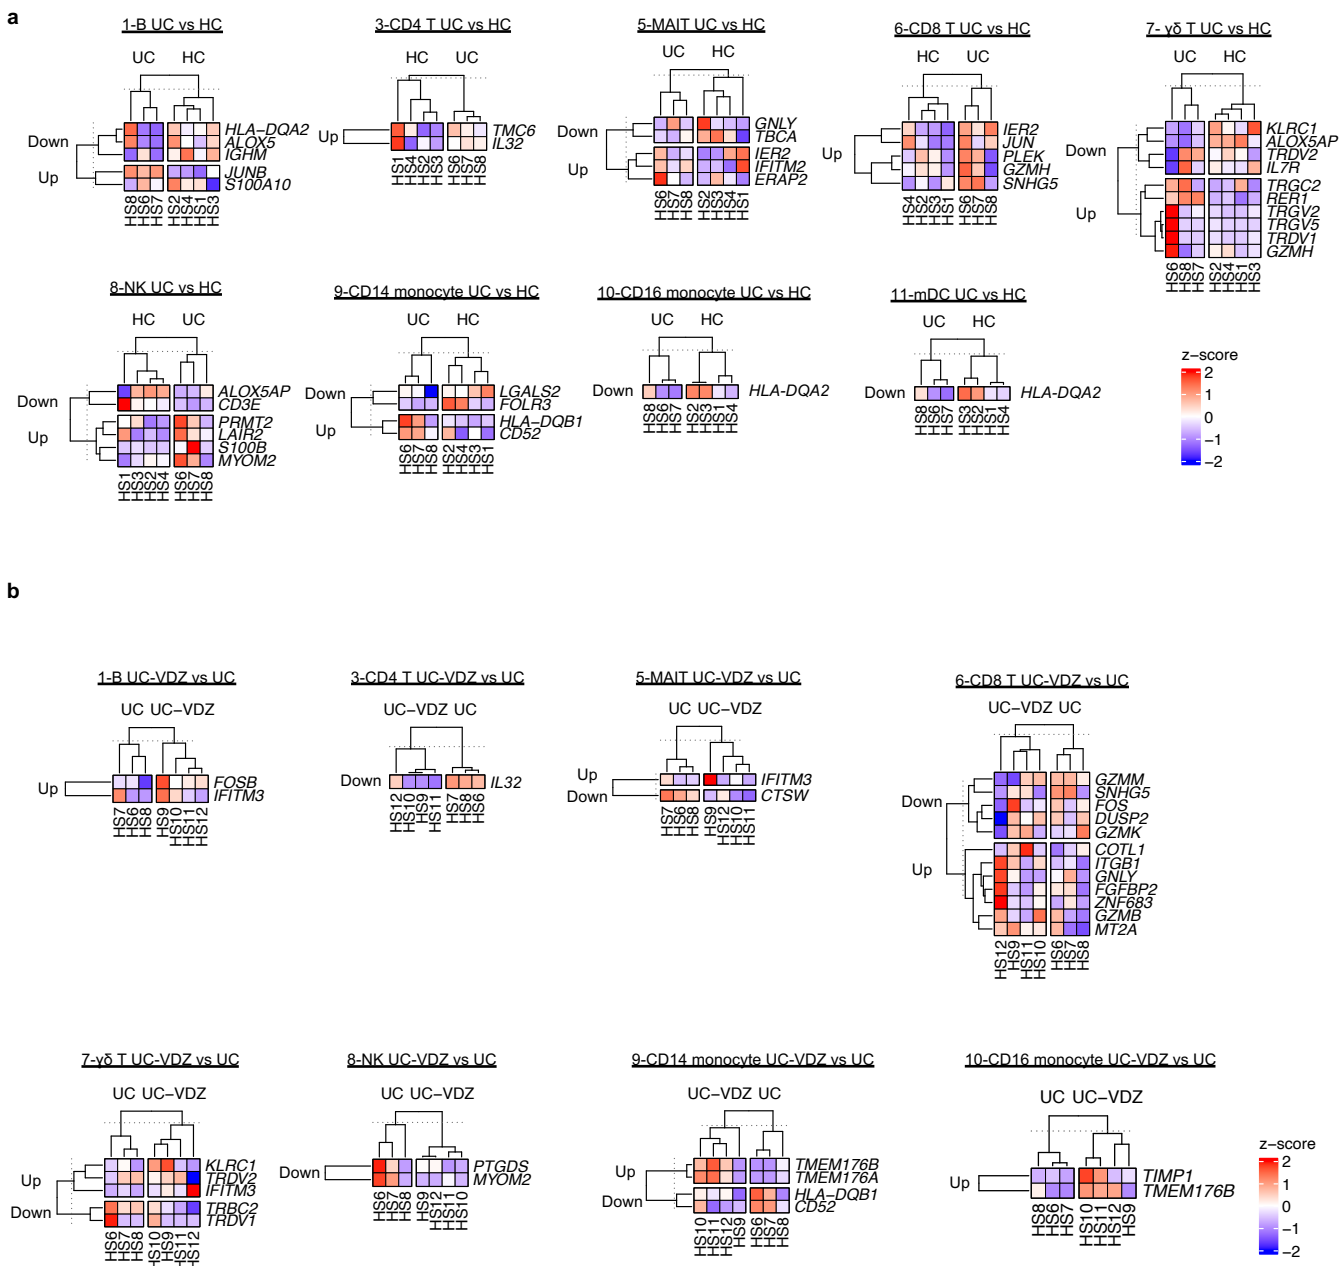 a
1-B UC vs HC
UC HC
Down
Up
HLA-DQA2
ALOX5
IGHM
JUNB
S100A10
HS8 HS6 HS7 HS2 HS4 HS1 HS3
3-CD4 T UC vs HC
HC UC
Up
TMC6
IL32
HS1 HS4 HS2 HS3 HS6 HS7 HS8
5-MAIT UC vs HC
UC HC
Down
Up
GNLY
TBCA
IER2
IFITM2
ERAP2
HS6 HS7 HS8 HS2 HS3 HS4 HS1
6-CD8 T UC vs HC
HC UC
Up
IER2
JUN
PLEK
GZMH
SNHG5
HS4 HS2 HS3 HS1 HS6 HS7 HS8
7- γδ T UC vs HC
UC HC
Down
Up
KLRC1
ALOX5AP
TRDV2
IL7R
TRGC2
RER1
TRGV2
TRGV5
TRDV1
GZMH
HS6 HS8 HS7 HS2 HS4 HS1 HS3
8-NK UC vs HC
HC UC
Down
Up
ALOX5AP
CD3E
PRMT2
LAIR2
S100B
MYOM2
HS1 HS3 HS2 HS4 HS6 HS7 HS8
9-CD14 monocyte UC vs HC
UC HC
Down
Up
LGALS2
FOLR3
HLA-DQB1
CD52
HS6 HS7 HS8 HS2 HS4 HS3 HS1
10-CD16 monocyte UC vs HC
UC HC
Down
HLA-DQA2
HS8 HS6 HS7 HS2 HS3 HS1 HS4
11-mDC UC vs HC
UC HC
Down
HLA-DQA2
HS8 HS6 HS7 HS3 HS2 HS1 HS4
z-score
2
1
0
-1
-2
b
1-B UC-VDZ vs UC
UC UC-VDZ
Up
FOSB
IFITM3
HS7 HS6 HS8 HS9 HS10 HS11 HS12
3-CD4 T UC-VDZ vs UC
UC-VDZ UC
Down
IL32
HS12 HS10 HS9 HS11 HS7 HS8 HS6
5-MAIT UC-VDZ vs UC
UC UC-VDZ
Up
Down
IFITM3
CTSW
HS7 HS6 HS8 HS9 HS12 HS10 HS11
6-CD8 T UC-VDZ vs UC
UC-VDZ UC
Down
Up
GZMM
SNHG5
FOS
DUSP2
GZMK
COTL1
ITGB1
GNLY
FGFBP2
ZNF683
GZMB
MT2A
HS12 HS9 HS11 HS10 HS6 HS7 HS8
7-γδ T UC-VDZ vs UC
UC UC-VDZ
Up
Down
KLRC1
TRDV2
IFITM3
TRBC2
TRDV1
HS6 HS7 HS8 HS10 HS9 HS11 HS12
8-NK UC-VDZ vs UC
UC UC-VDZ
Down
PTGDS
MYOM2
HS6 HS7 HS8 HS9 HS12 HS11 HS10
9-CD14 monocyte UC-VDZ vs UC
UC-VDZ UC
Up
Down
TMEM176B
TMEM176A
HLA-DQB1
CD52
HS10 HS11 HS12 HS9 HS6 HS7 HS8
10-CD16 monocyte UC-VDZ vs UC
UC UC-VDZ
Up
TIMP1
TMEM176B
HS8 HS6 HS7 HS10 HS11 HS12 HS9
z-score
2
1
0
-1
-2